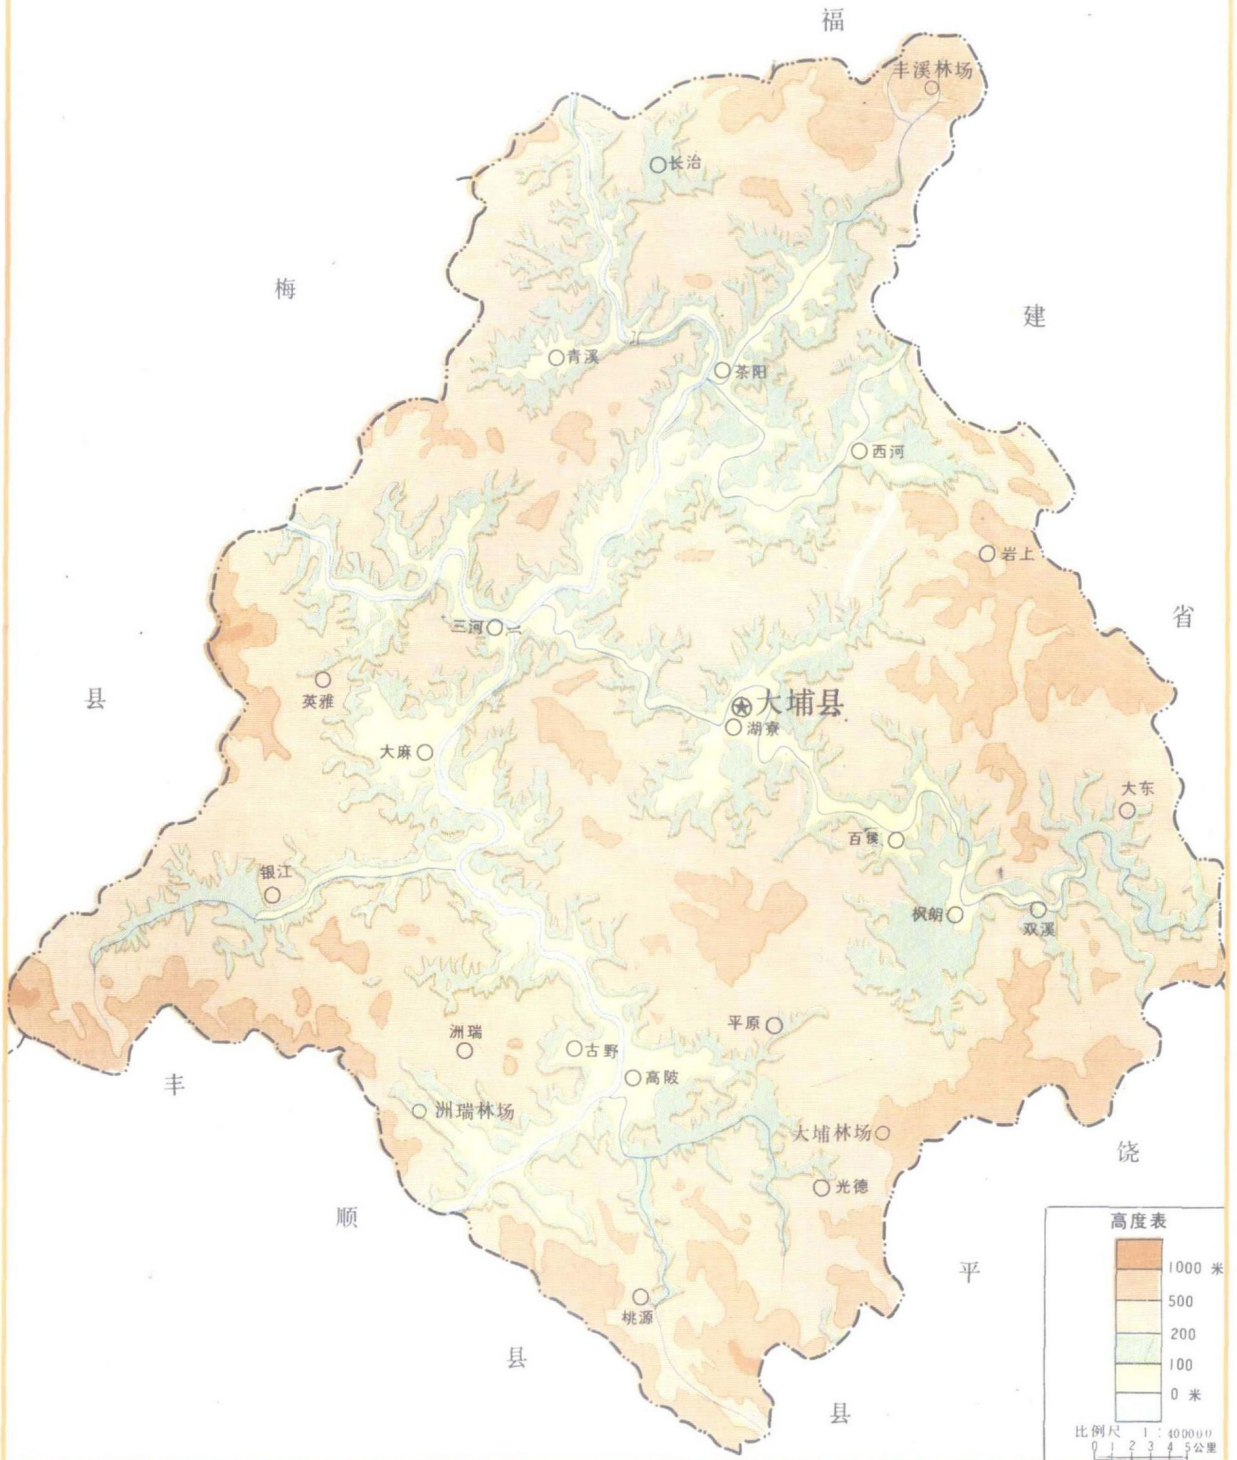 福
丰溪林场
长治
梅
建
青溪
茶阳
西河
岩上
省
三河
县
英雅
大埔县
湖寮
大麻
大东
百侯
银江
枫朗
双溪
平原
洲瑞
古野
丰
高陂
洲瑞林场
大埔林场
饶
光德
顺
高度表
平
1000 米
500
200
100
0 米
桃源
县
县
比例尺 1:400000
0 1 2 3 4 5公里